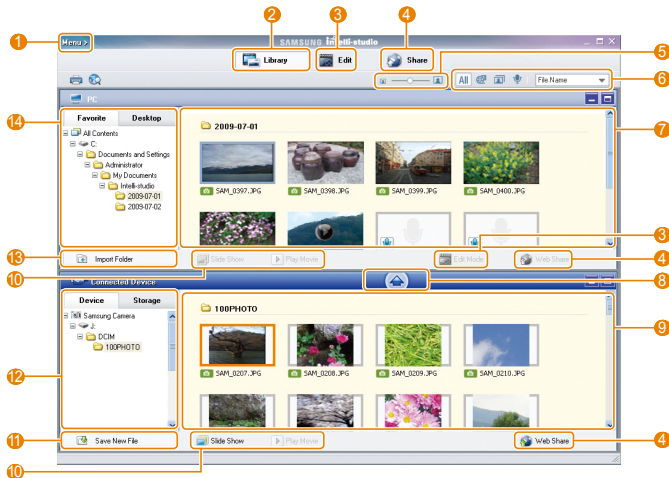 2 3 4
1 Menu > SAMSUNG intelli-studio
Library Edit Share 5
All File Name 6
PC
14 Favorite Desktop 7
All Contents
C:
Documents and Settings
Administrator
My Documents
Intelli-studio
2009-07-01
2009-07-02
2009-07-01
SAM_0397.JPG SAM_0398.JPG SAM_0399.JPG SAM_0400.JPG
3
13 Import Folder Slide Show Play Movie Edit Mode Web Share 4
10 8
Connected Device
Device Storage
Samsung Camera
J:
DCIM
100PHOTO
12
100PHOTO 9
SAM_0207.JPG SAM_0208.JPG SAM_0209.JPG SAM_0210.JPG
11 Save New File Slide Show Play Movie Web Share 4
10